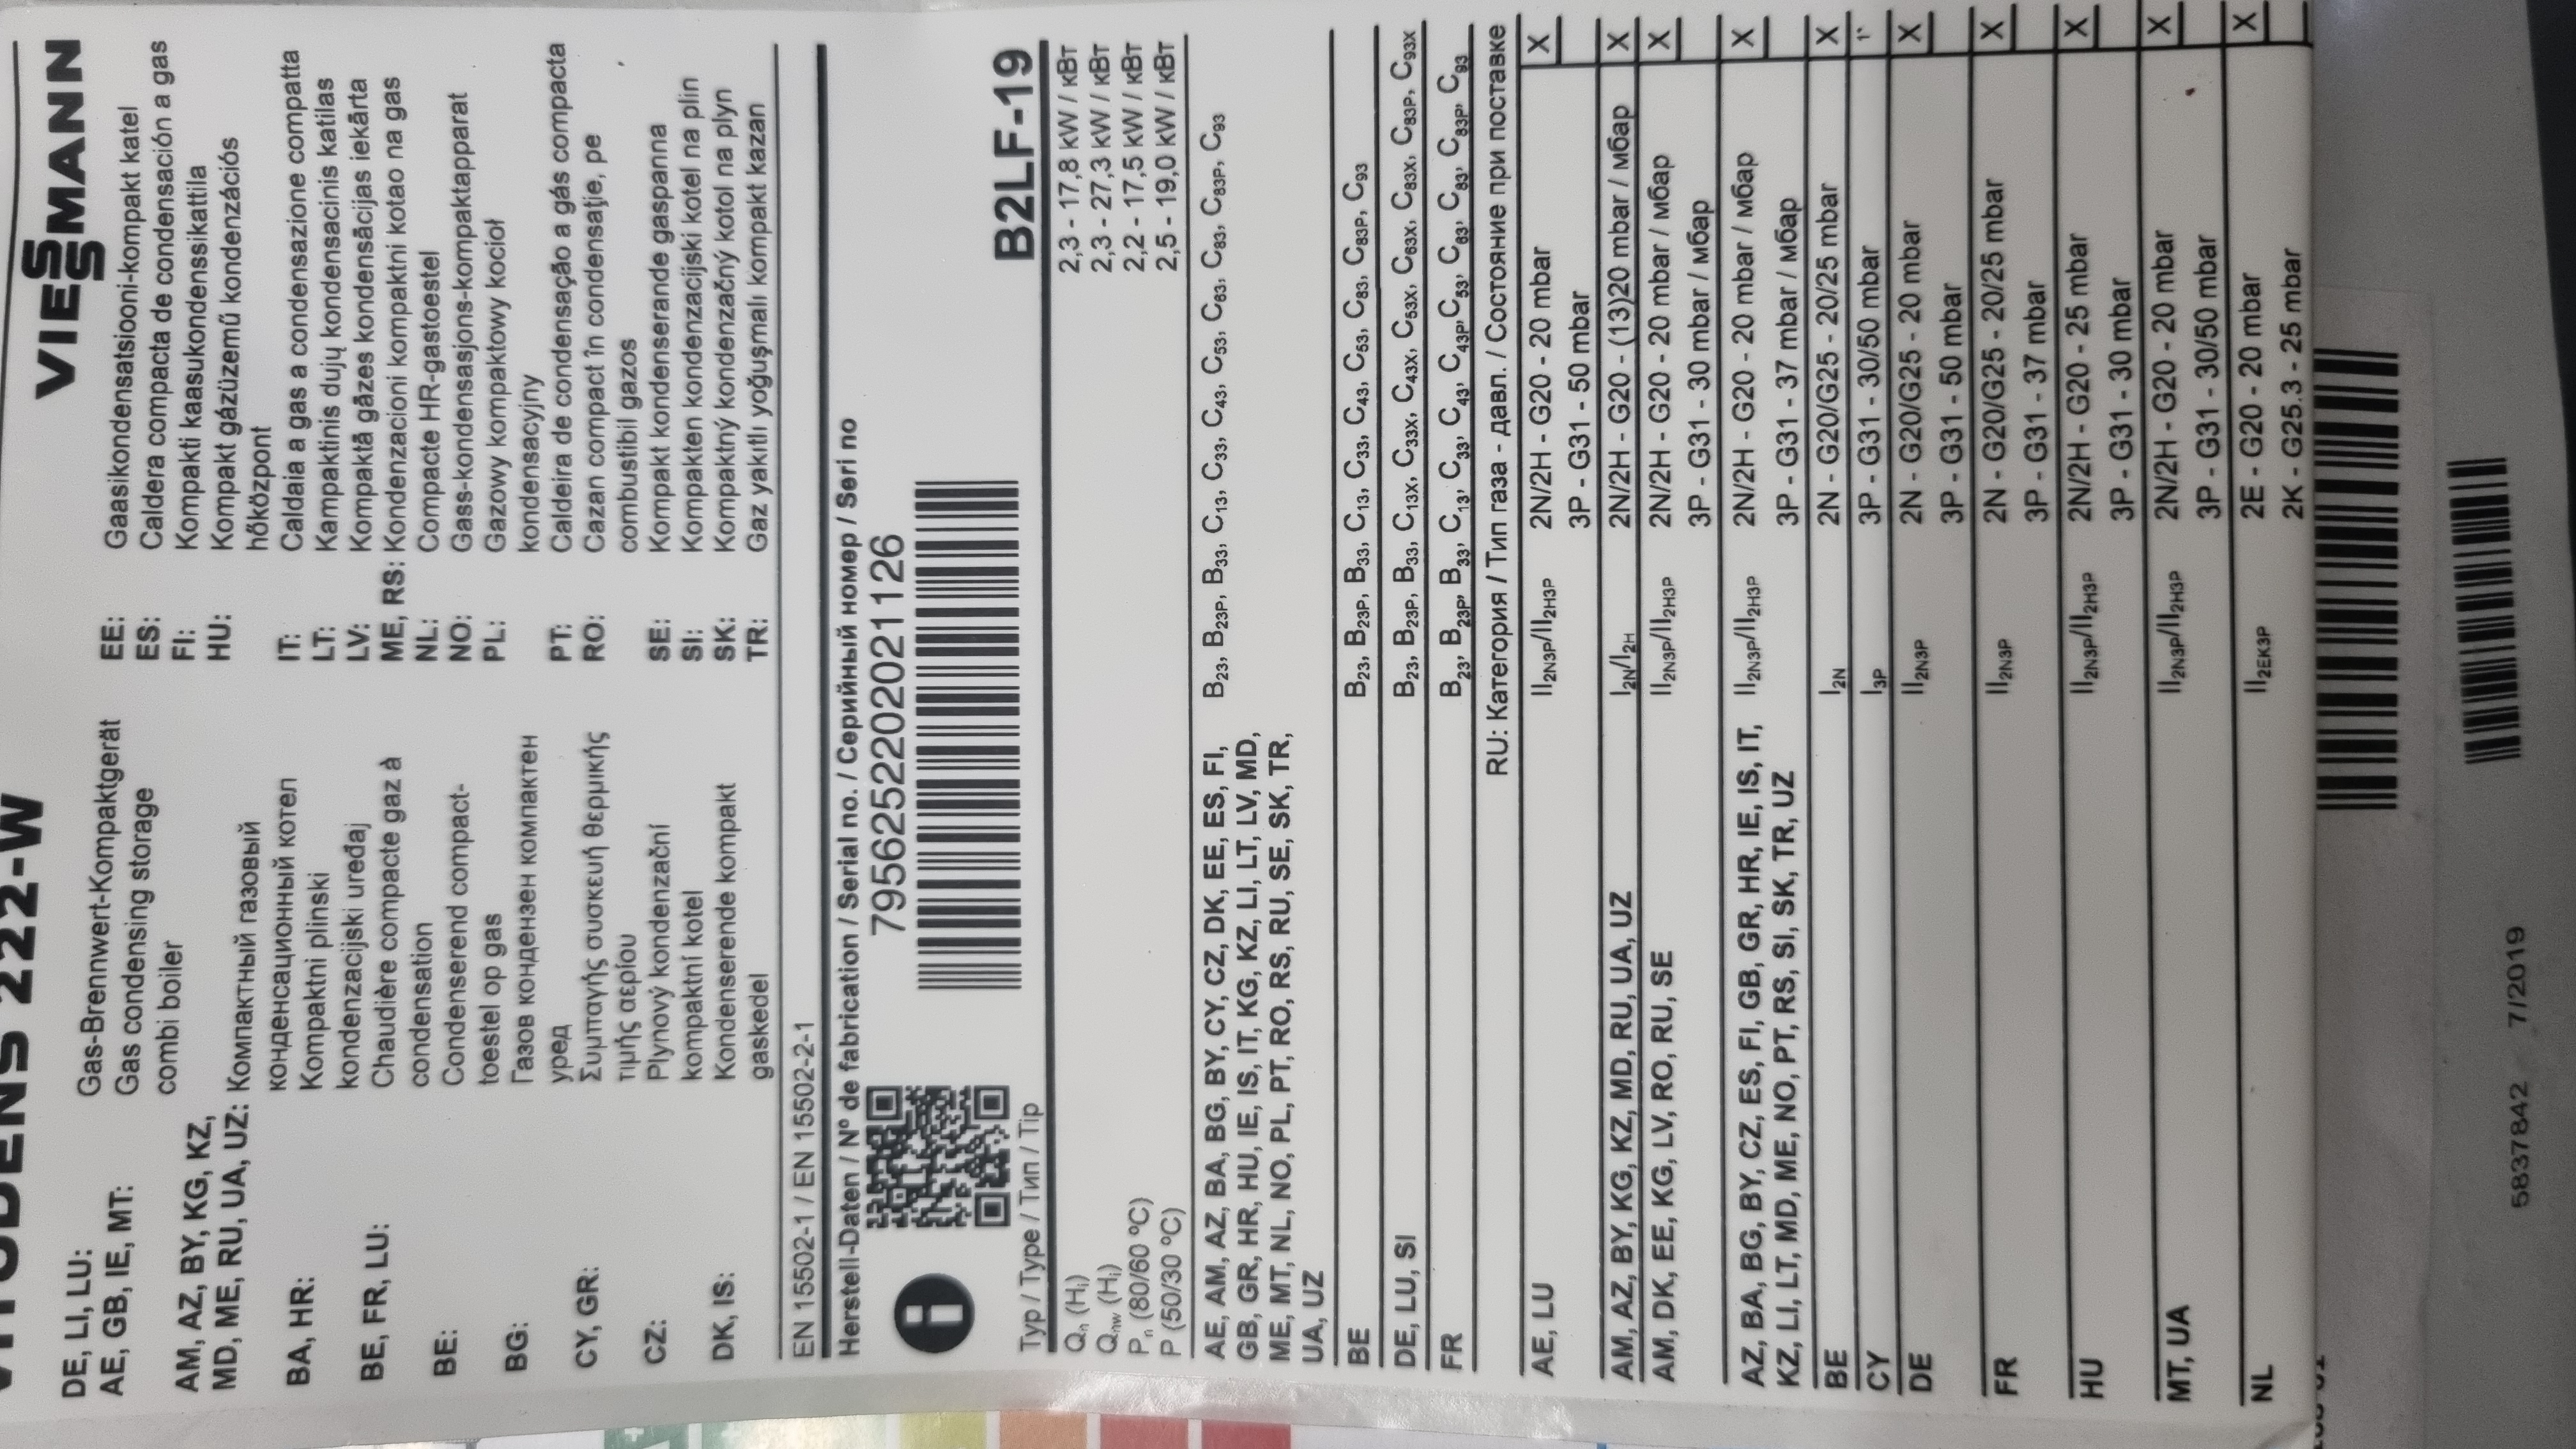 VITODENS 222-W
VIESMANN
DE, LI, LU: Gas-Brennwert-Kompaktgerät
AE, GB, IE, MT: Gas condensing storage
combi boiler
AM, AZ, BY, KG, KZ,
MD, ME, RU, UA, UZ: Компактный газовый
конденсационный котел
BA, HR: Kompaktni plinski
kondenzacijski uređaj
BE, FR, LU: Chaudière compacte gaz à
condensation
BE: Condenserend compact-
toestel op gas
BG: Газов кондензен компактен
уред
CY, GR: Συμπαγής συσκευή θερμικής
τιμής αερίου
CZ: Plynový kondenzační
kompaktní kotel
DK, IS: Kondenserende kompakt
gaskedel
EE: Gaasikondensatsiooni-kompakt katel
ES: Caldera compacta de condensación a gas
FI: Kompakti kaasukondenssikattila
HU: Kompakt gázüzemű kondenzációs
hőközpont
IT: Caldaia a gas a condensazione compatta
LT: Kampaktinis dujų kondensacinis katilas
LV: Kompaktā gāzes kondensācijas iekārta
ME, RS: Kondenzacioni kompaktni kotao na gas
NL: Compacte HR-gastoestel
NO: Gass-kondensasjons-kompaktapparat
PL: Gazowy kompaktowy kocioł
kondensacyjny
PT: Caldeira de condensação a gás compacta
RO: Cazan compact în condensaţie, pe
combustibil gazos
SE: Kompakt kondenserande gaspanna
SI: Kompakten kondenzacijski kotel na plin
SK: Kompaktný kondenzačný kotol na plyn
TR: Gaz yakıtlı yoğuşmalı kompakt kazan
EN 15502-1 / EN 15502-2-1
Herstell-Daten / N° de fabrication / Serial no. / Серийный номер / Seri no
7956252202021126
Typ / Type / Тип / Tip B2LF-19
Qn (Hi) 2,3 - 17,8 kW / кВт
Qnw (Hi) 2,3 - 27,3 kW / кВт
Pn (80/60 ºC) 2,2 - 17,5 kW / кВт
P (50/30 ºC) 2,5 - 19,0 kW / кВт
AE, AM, AZ, BA, BG, BY, CY, CZ, DK, EE, ES, FI, B23, B23P, B33, C13, C33, C43, C53, C63, C83, C83P, C93
GB, GR, HR, HU, IE, IS, IT, KG, KZ, LI, LT, LV, MD,
ME, MT, NL, NO, PL, PT, RO, RS, RU, SE, SK, TR,
UA, UZ
BE B23, B23P, B33, C13, C33, C43, C53, C83, C83P, C93
DE, LU, SI B23, B23P, B33, C13X, C33X, C43X, C53X, C63X, C83X, C83P, C93X
FR B23, B23P, B33, C13, C33, C43, C43P, C53, C63, C83, C83P, C93
RU: Категория / Тип газа - давл. / Состояние при поставке
AE, LU II2N3P/II2H3P 2N/2H - G20 - 20 mbar X
3P - G31 - 50 mbar
AM, AZ, BY, KG, KZ, MD, RU, UA, UZ I2N/I2H 2N/2H - G20 - (13)20 mbar / мбар X
AM, DK, EE, KG, LV, RO, RU, SE II2N3P/II2H3P 2N/2H - G20 - 20 mbar / мбар X
3P - G31 - 30 mbar / мбар
AZ, BA, BG, BY, CZ, ES, FI, GB, GR, HR, IE, IS, IT, II2N3P/II2H3P 2N/2H - G20 - 20 mbar / мбар X
KZ, LI, LT, MD, ME, NO, PT, RS, SI, SK, TR, UZ 3P - G31 - 37 mbar / мбар
BE I2N 2N - G20/G25 - 20/25 mbar X
CY I3P 3P - G31 - 30/50 mbar
DE II2N3P 2N - G20/G25 - 20 mbar X
3P - G31 - 50 mbar
FR II2N3P 2N - G20/G25 - 20/25 mbar X
3P - G31 - 37 mbar
HU II2N3P/II2H3P 2N/2H - G20 - 25 mbar X
3P - G31 - 30 mbar
MT, UA II2N3P/II2H3P 2N/2H - G20 - 20 mbar X
3P - G31 - 30/50 mbar
NL II2EK3P 2E - G20 - 20 mbar X
2K - G25.3 - 25 mbar
5837842 7/2019